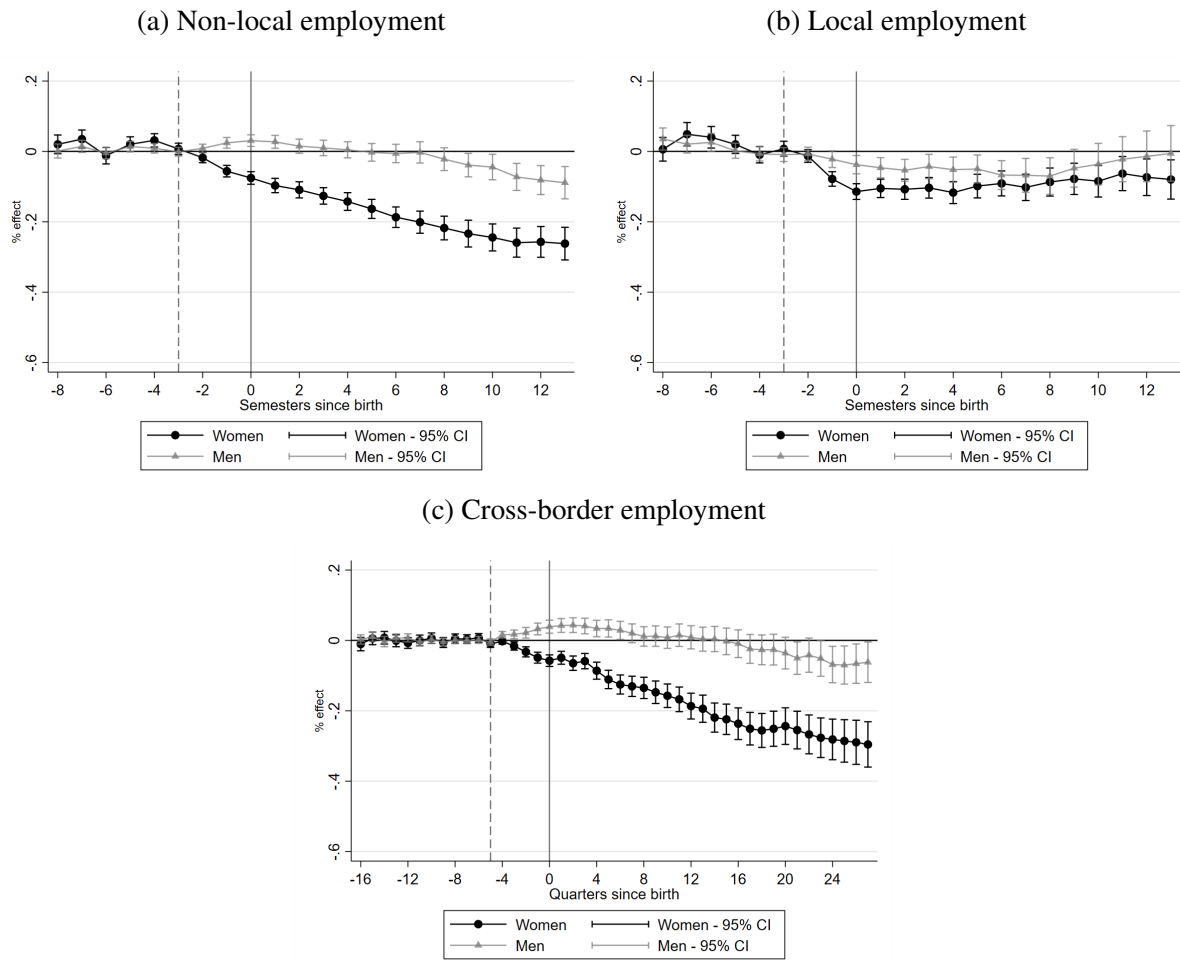 (a) Non-local employment
.2
0
-.2
-.4
-.6
% effect
-8 -6 -4 -2 0 2 4 6 8 10 12
Semesters since birth
Women Women - 95% CI
Men Men - 95% CI
(b) Local employment
.2
0
-.2
-.4
-.6
% effect
-8 -6 -4 -2 0 2 4 6 8 10 12
Semesters since birth
Women Women - 95% CI
Men Men - 95% CI
(c) Cross-border employment
.2
0
-.2
-.4
-.6
% effect
-16 -12 -8 -4 0 4 8 12 16 20 24
Quarters since birth
Women Women - 95% CI
Men Men - 95% CI